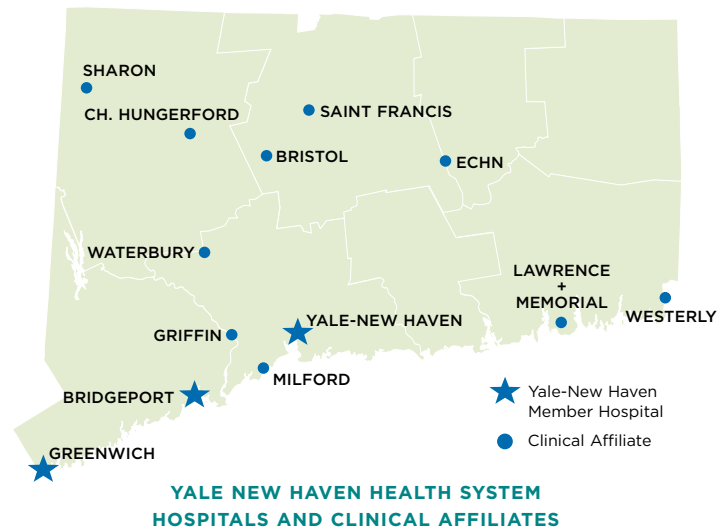 SHARON
CH. HUNGERFORD
SAINT FRANCIS
BRISTOL
ECHN
WATERBURY
LAWRENCE
+
MEMORIAL
WESTERLY
YALE-NEW HAVEN
GRIFFIN
MILFORD
BRIDGEPORT
GREENWICH
Yale-New Haven
Member Hospital
Clinical Affiliate
YALE NEW HAVEN HEALTH SYSTEM
HOSPITALS AND CLINICAL AFFILIATES